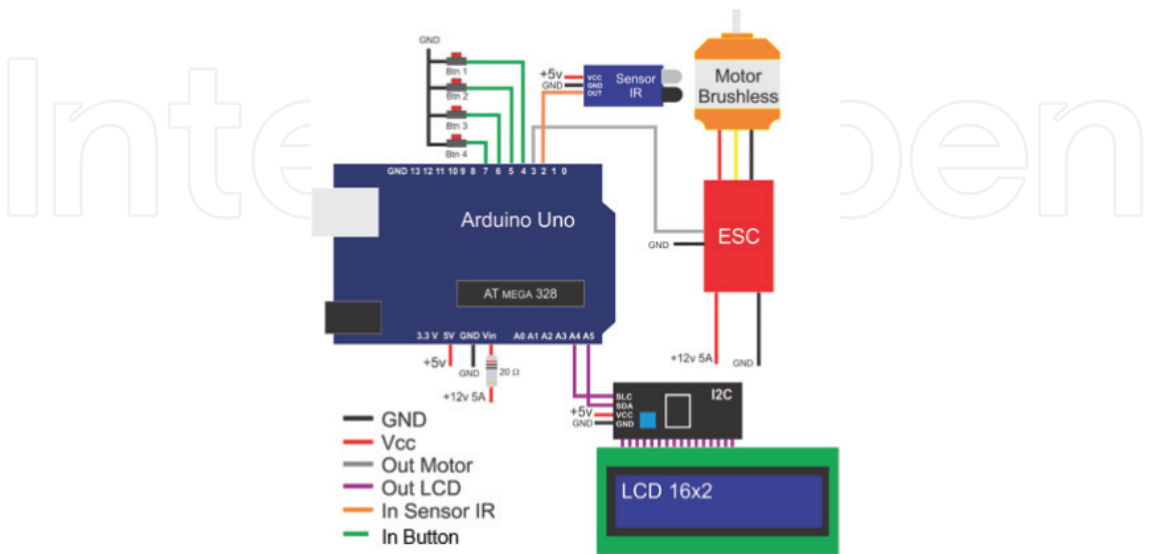 GND
Btn 1
Btn 2
Btn 3
Btn 4
+5v
GND
VCC
GND
OUT
Sensor
IR
Motor
Brushless
GND 13 12 11 10 9 8 7 6 5 4 3 2 1 0
Arduino Uno
AT MEGA 328
ESC
GND
3.3 V 5V GND Vin A0 A1 A2 A3 A4 A5
+5v
GND
20 Ω
+12v 5A
+12v 5A
GND
SLC
SDA
VCC
GND
I2C
+5v
GND
LCD 16x2
GND
Vcc
Out Motor
Out LCD
In Sensor IR
In Button